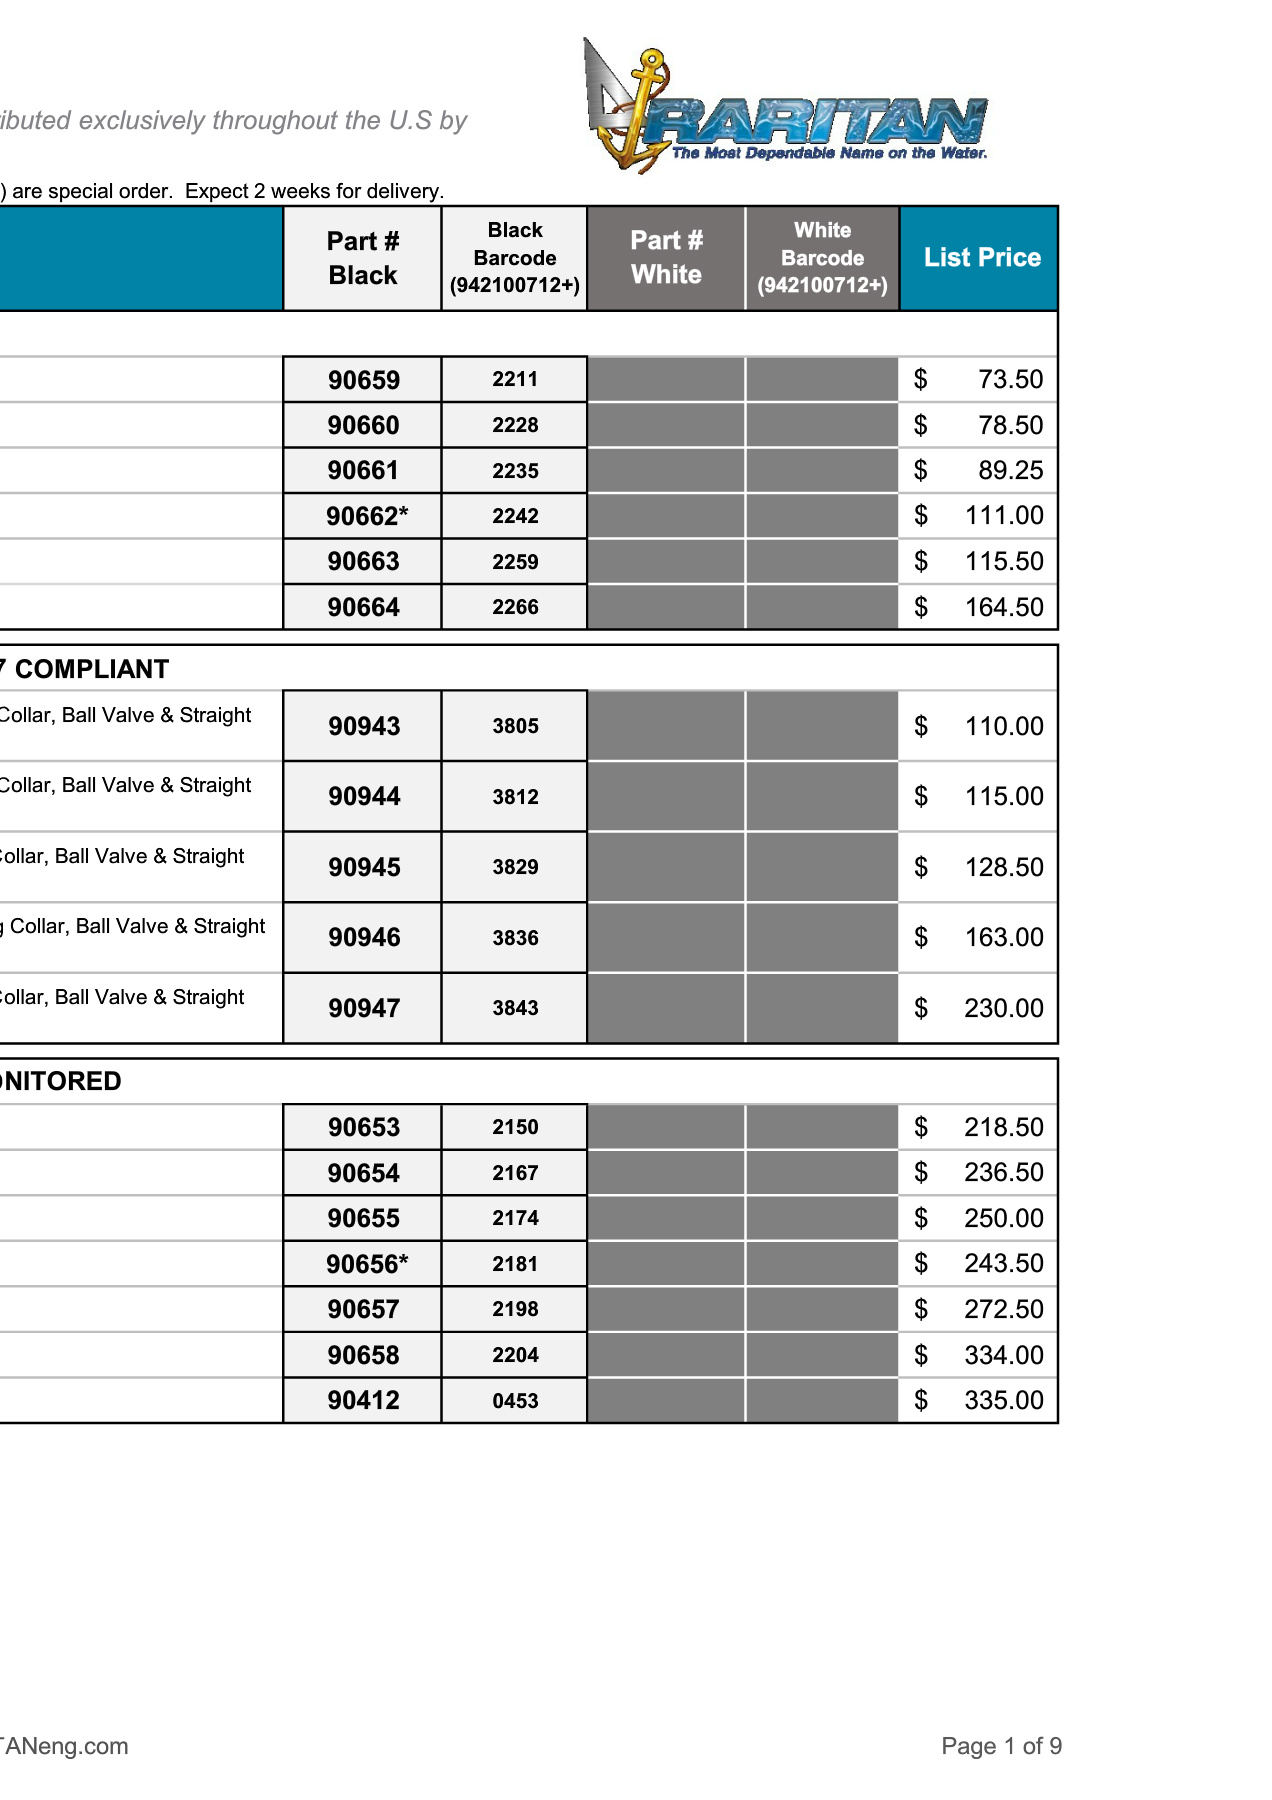 exclusively throughout the U.S by
RARITAN
The Most Dependable Name on the Water.
) are special order.  Expect 2 weeks for delivery.
Part #
Black
Black
Barcode
(942100712+)
Part #
White
White
Barcode
(942100712+)
List Price
90659 2211 $ 73.50
90660 2228 $ 78.50
90661 2235 $ 89.25
90662* 2242 $ 111.00
90663 2259 $ 115.50
90664 2266 $ 164.50
COMPLIANT
Collar, Ball Valve & Straight
90943 3805 $ 110.00
Collar, Ball Valve & Straight
90944 3812 $ 115.00
Collar, Ball Valve & Straight
90945 3829 $ 128.50
Collar, Ball Valve & Straight
90946 3836 $ 163.00
Collar, Ball Valve & Straight
90947 3843 $ 230.00
90653 2150 $ 218.50
90654 2167 $ 236.50
90655 2174 $ 250.00
90656* 2181 $ 243.50
90657 2198 $ 272.50
90658 2204 $ 334.00
90412 0453 $ 335.00
Page 1 of 9